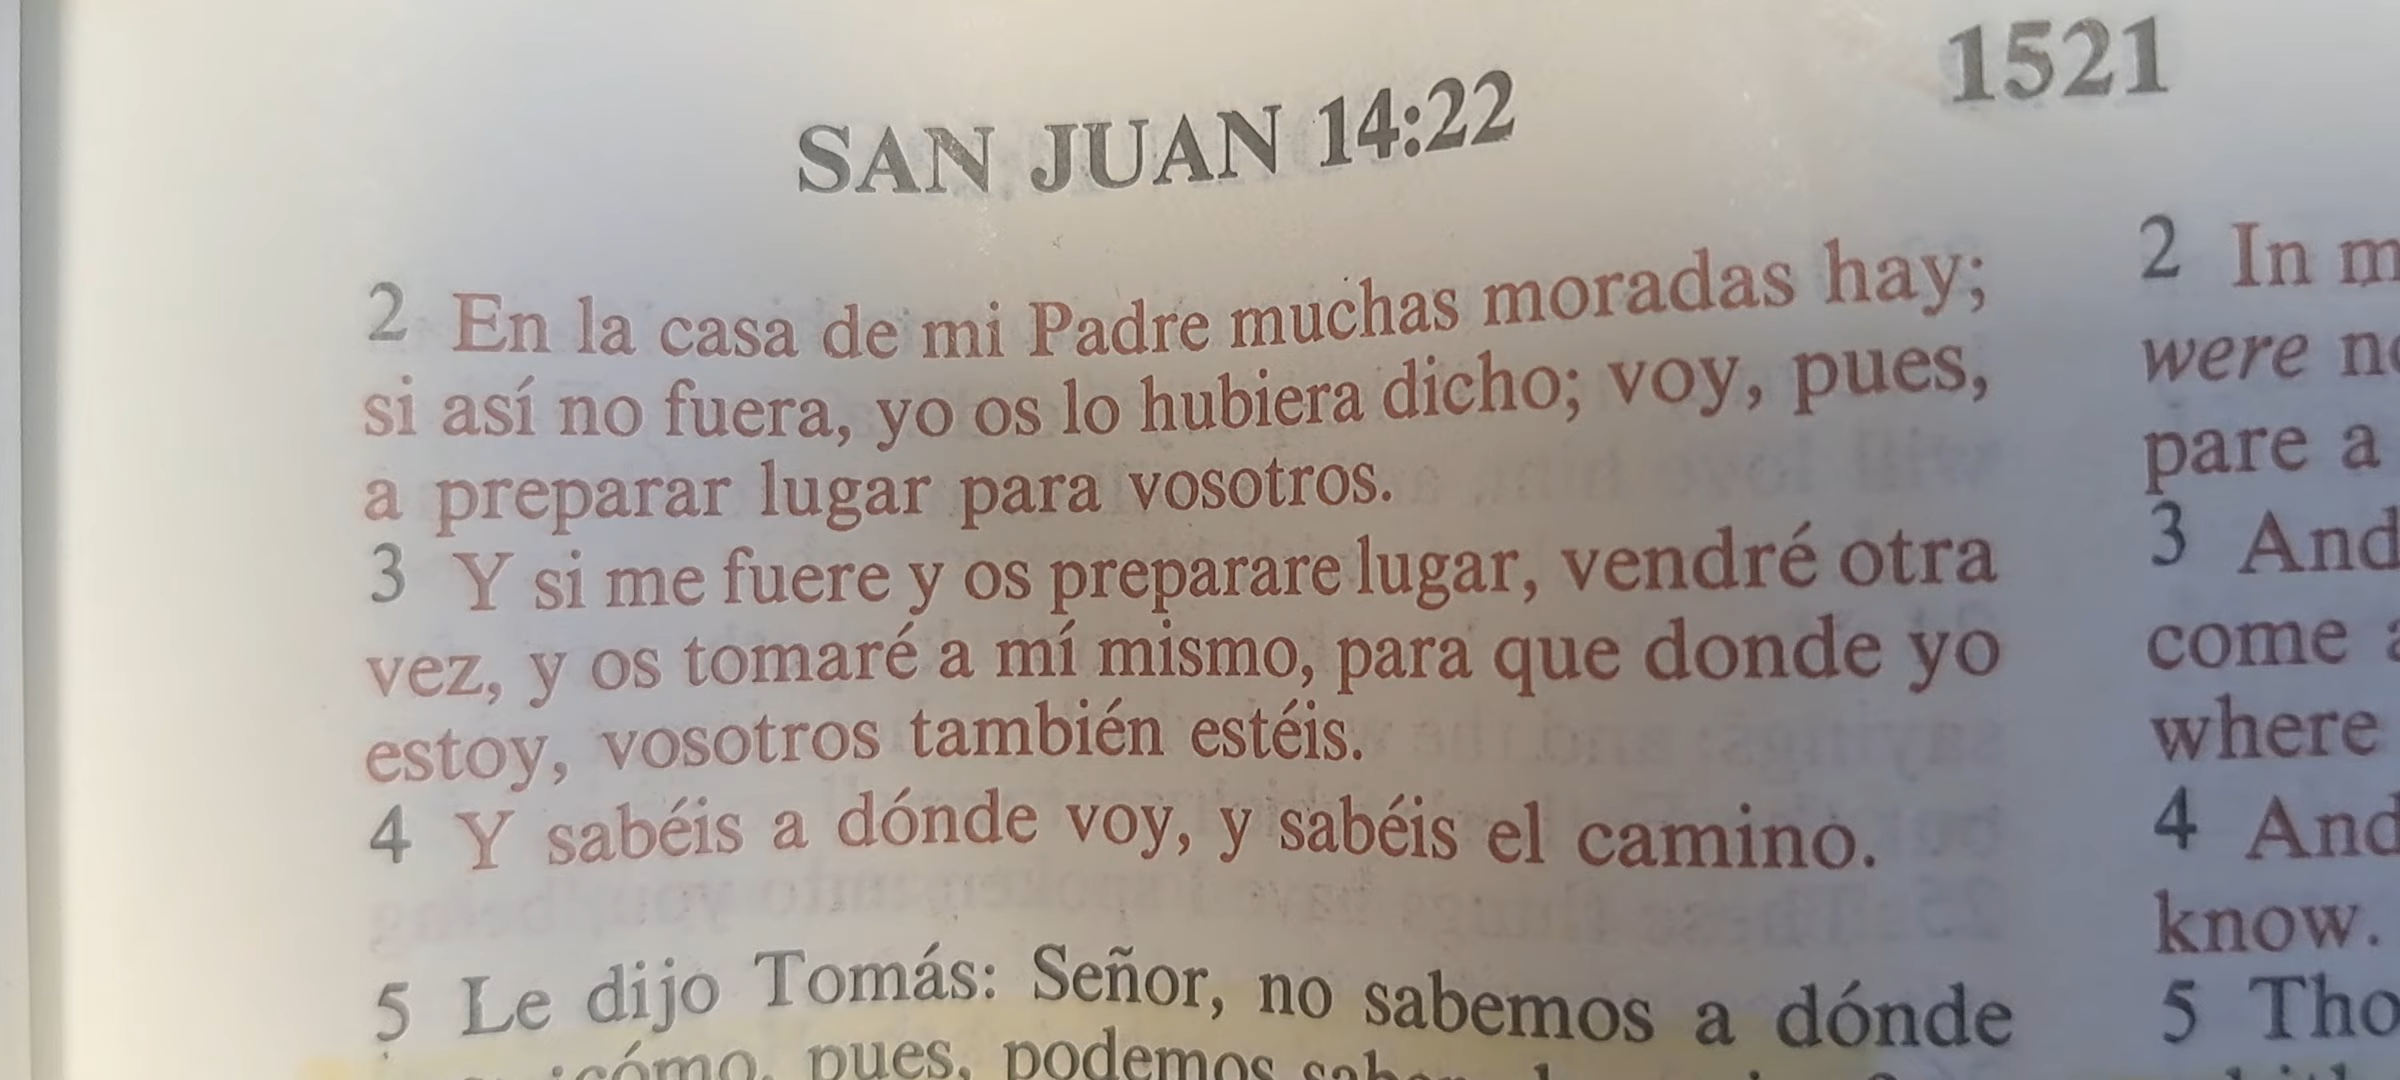 SAN JUAN 14:22
1521
2 En la casa de mi Padre muchas moradas hay;
si así no fuera, yo os lo hubiera dicho; voy, pues,
a preparar lugar para vosotros.
3 Y si me fuere y os preparare lugar, vendré otra
vez, y os tomaré a mí mismo, para que donde yo
estoy, vosotros también estéis.
4 Y sabéis a dónde voy, y sabéis el camino.
5 Le dijo Tomás: Señor, no sabemos a dónde
¿cómo, pues, podemos
2 In
were
pare a
3 And
come
where
4 And
know.
5